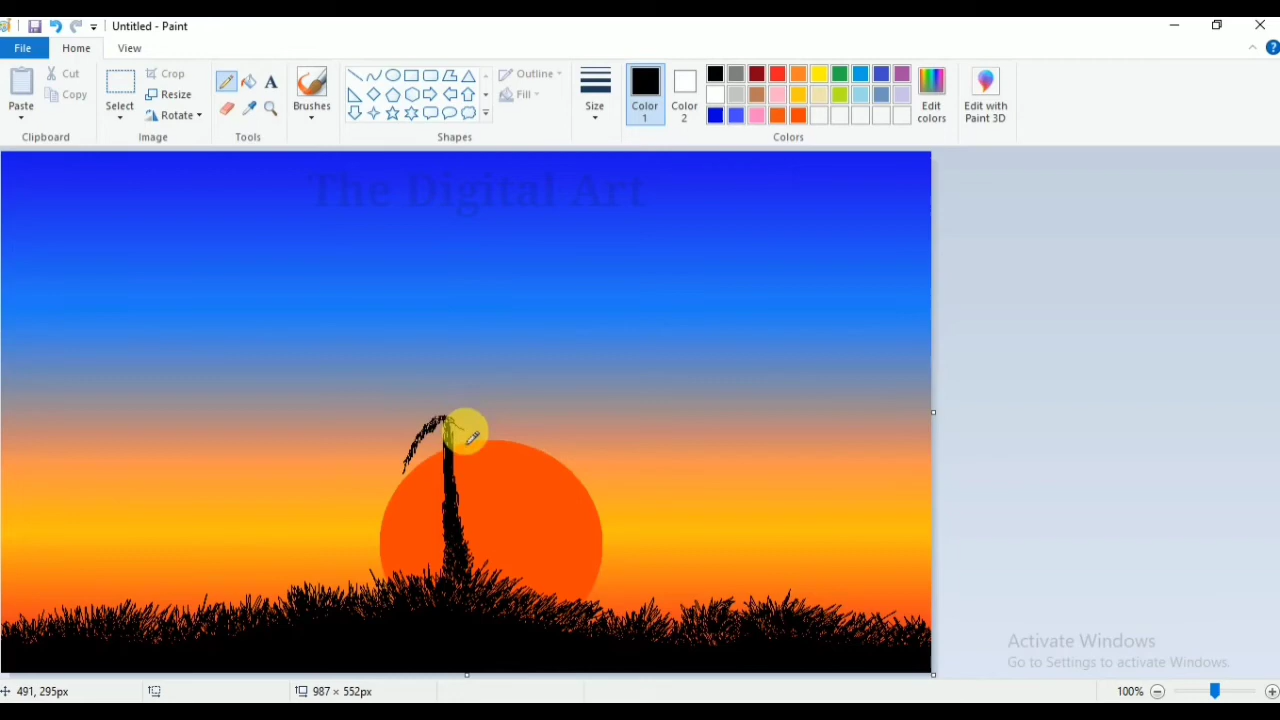 Untitled - Paint
File Home View
Paste
Cut
Copy
Clipboard
Select
Crop
Resize
Rotate
Image
A
Tools
Brushes
Outline
Fill
Shapes
Size
Color
1
Color
2
Edit
colors
Colors
Edit with
Paint 3D
?
The Digital Art
Activate Windows
Go to Settings to activate Windows.
491, 295px
987 × 552px
100%